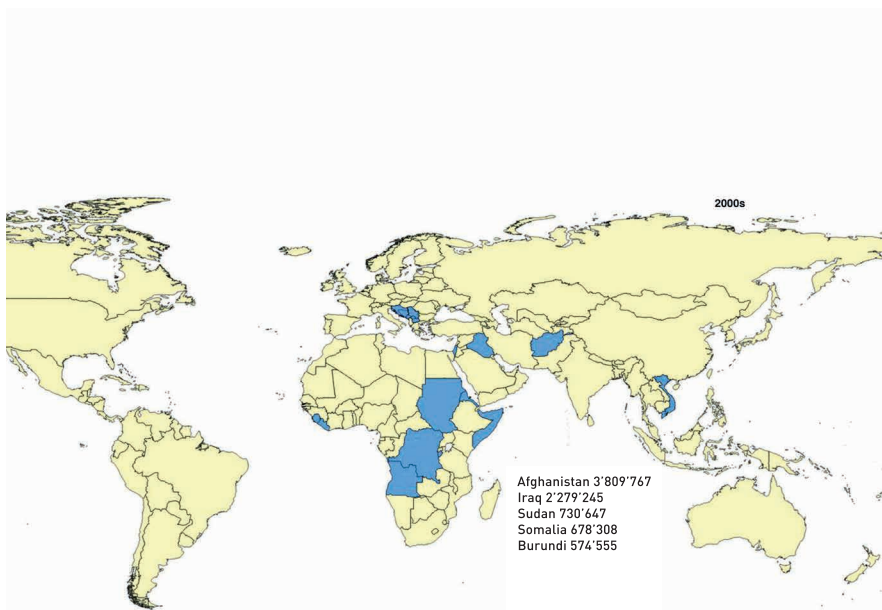 2000s
Afghanistan 3’809’767
Iraq 2’279’245
Sudan 730’647
Somalia 678’308
Burundi 574’555